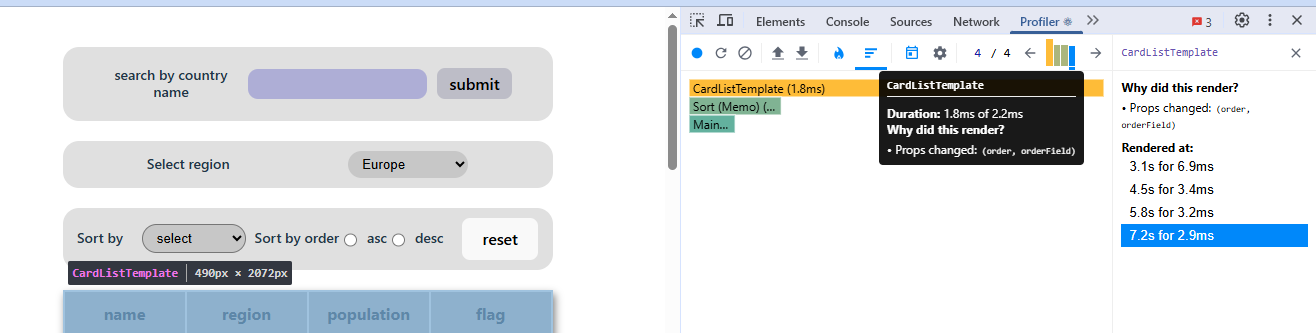 search by country
name
submit
Select region
Europe
Sort by
select
Sort by order
asc
desc
reset
CardListTemplate
490px × 2072px
name
region
population
flag
Elements
Console
Sources
Network
Profiler
3
4 / 4
CardListTemplate
CardListTemplate (1.8ms)
Sort (Memo) (...
Main...
CardListTemplate
Duration: 1.8ms of 2.2ms
Why did this render?
• Props changed: (order, orderField)
Why did this render?
• Props changed: (order,
orderField)
Rendered at:
3.1s for 6.9ms
4.5s for 3.4ms
5.8s for 3.2ms
7.2s for 2.9ms